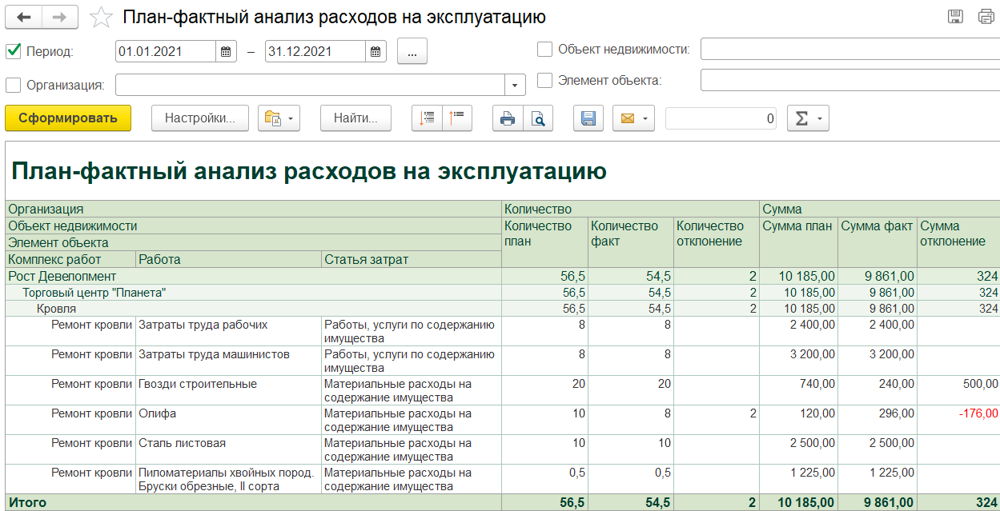 План-фактный анализ расходов на эксплуатацию
Период: 01.01.2021 – 31.12.2021 ... Объект недвижимости:
Организация: Элемент объекта:
Сформировать Настройки... Найти... 0 Σ
План-фактный анализ расходов на эксплуатацию
Организация Количество Сумма
Объект недвижимости Количество план Количество факт Количество отклонение Сумма план Сумма факт Сумма отклонение
Элемент объекта
Комплекс работ Работа Статья затрат
Рост Девелопмент 56,5 54,5 2 10 185,00 9 861,00 324
Торговый центр "Планета" 56,5 54,5 2 10 185,00 9 861,00 324
Кровля 56,5 54,5 2 10 185,00 9 861,00 324
Ремонт кровли Затраты труда рабочих Работы, услуги по содержанию 8 8 2 400,00 2 400,00
имущества
Ремонт кровли Затраты труда машинистов Работы, услуги по содержанию 8 8 3 200,00 3 200,00
имущества
Ремонт кровли Гвозди строительные Материальные расходы на 20 20 740,00 240,00 500,00
содержание имущества
Ремонт кровли Олифа Материальные расходы на 10 8 2 120,00 296,00 -176,00
содержание имущества
Ремонт кровли Сталь листовая Материальные расходы на 10 10 2 500,00 2 500,00
содержание имущества
Ремонт кровли Пиломатериалы хвойных пород. Материальные расходы на 0,5 0,5 1 225,00 1 225,00
Бруски обрезные, II сорта содержание имущества
Итого 56,5 54,5 2 10 185,00 9 861,00 324